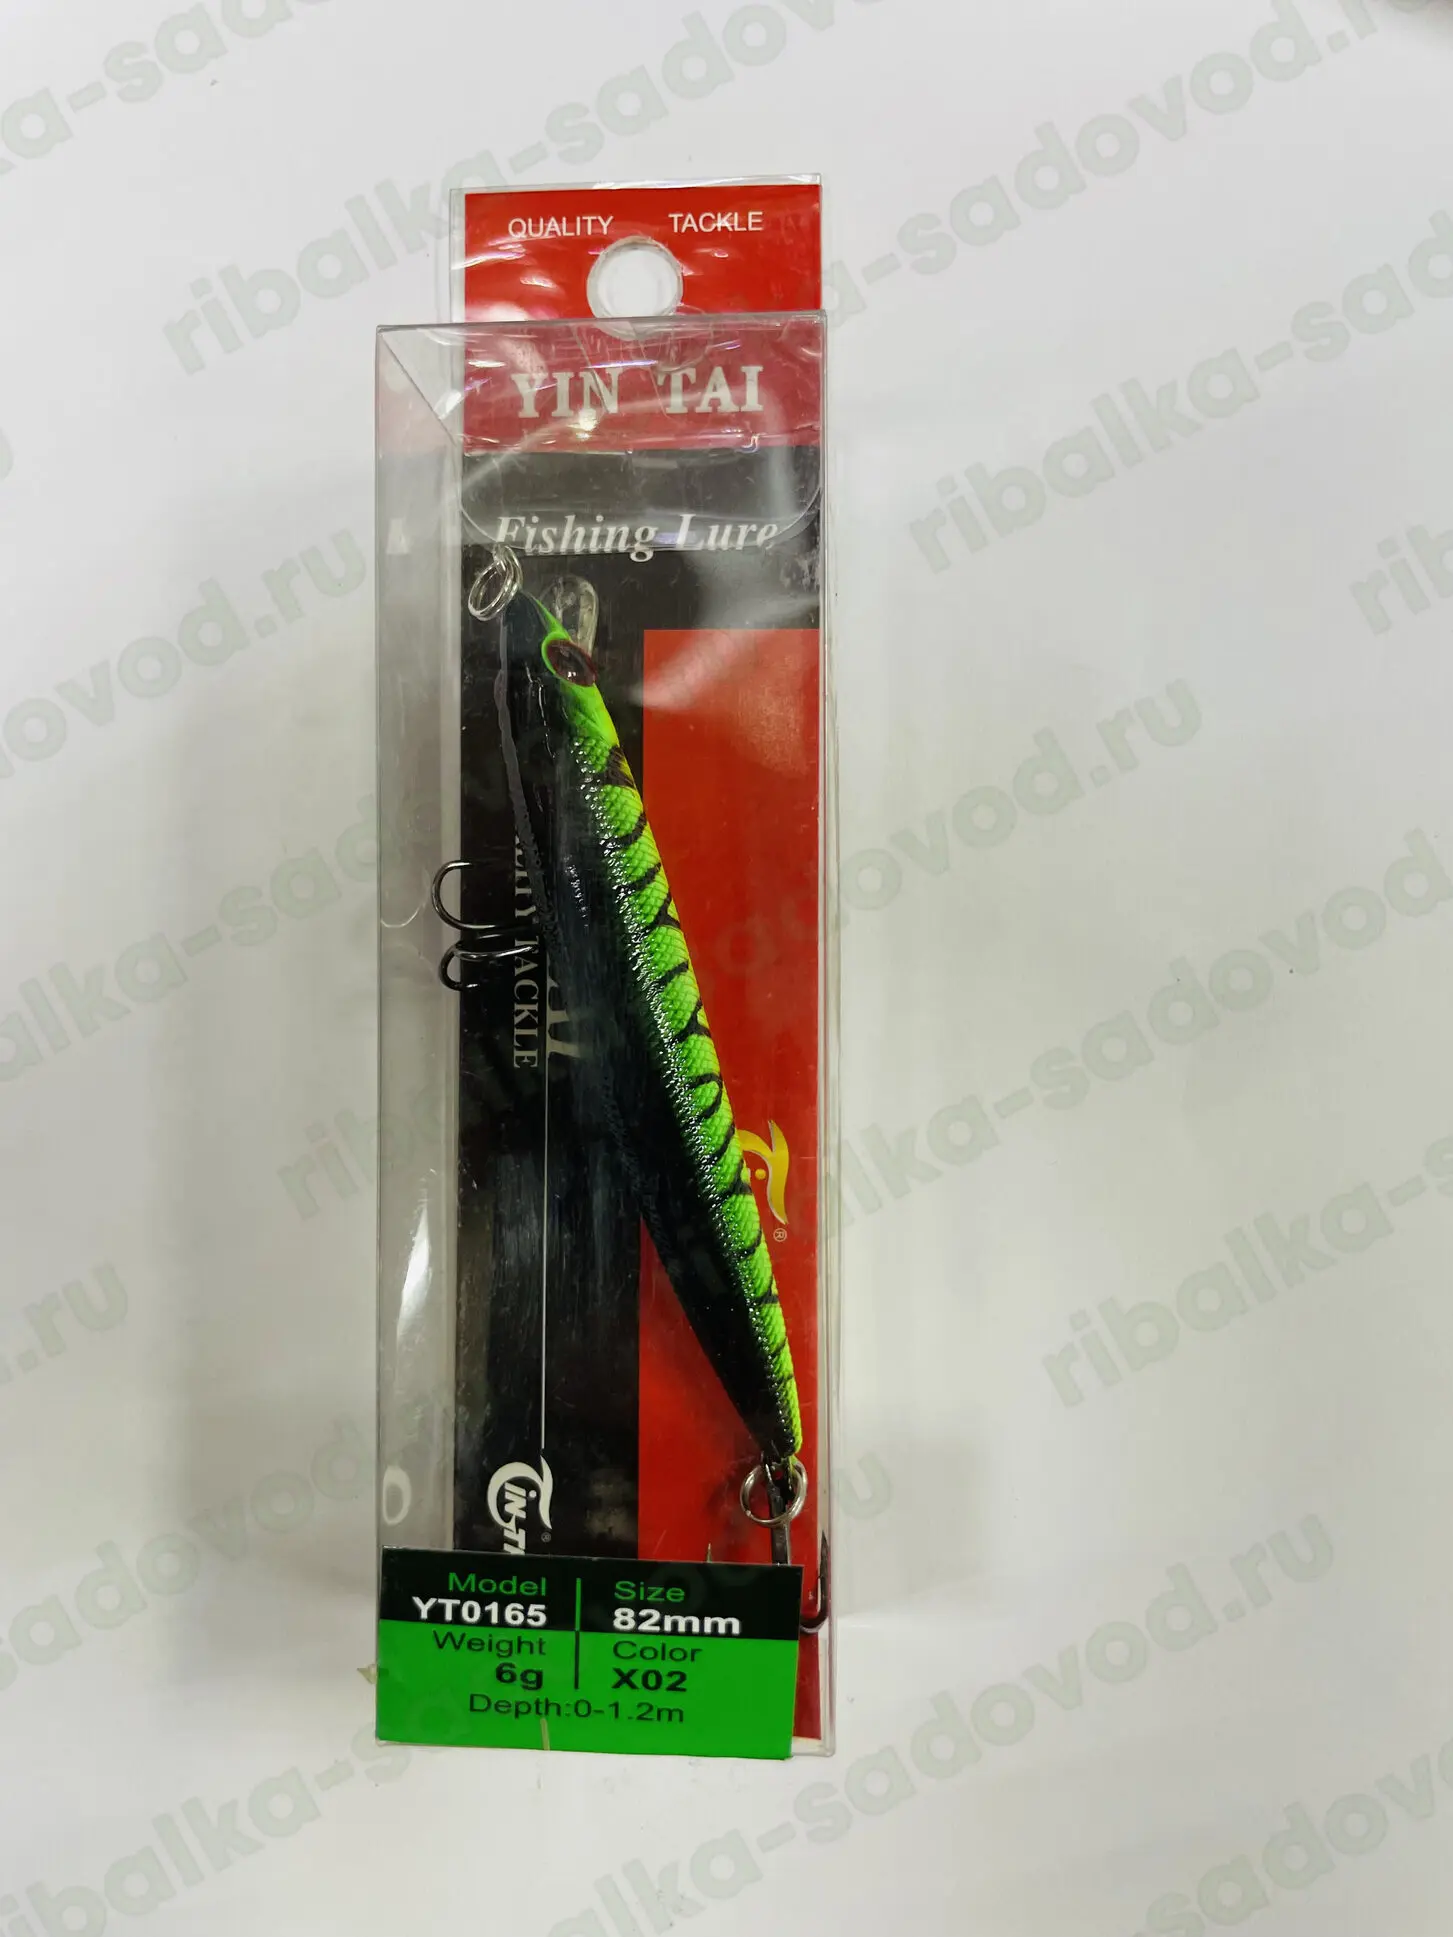 QUALITY TACKLE
YIN TAI
Fishing Lure
TACKLE
®
Model
YT0165
Size
82mm
Weight
6g
Color
X02
Depth:0-1.2m
ribalka-sadovod.ru